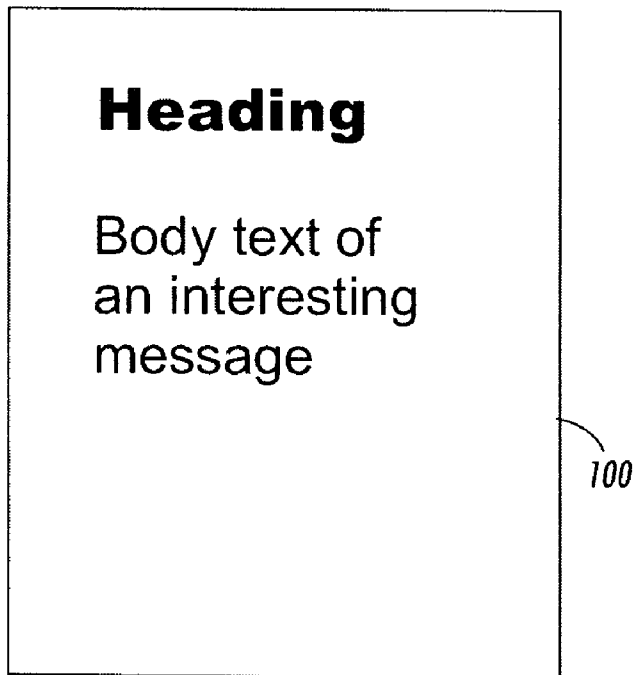 Heading
Body text of
an interesting
message
100